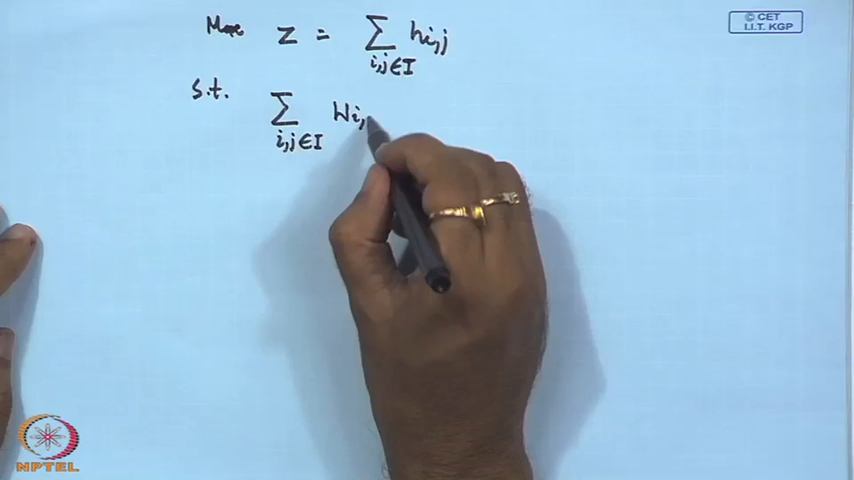 Max z = ∑ hi,j
i,j∈I
© CET
I.I.T. KGP
s.t. ∑ Wi,
i,j∈I
NPTEL